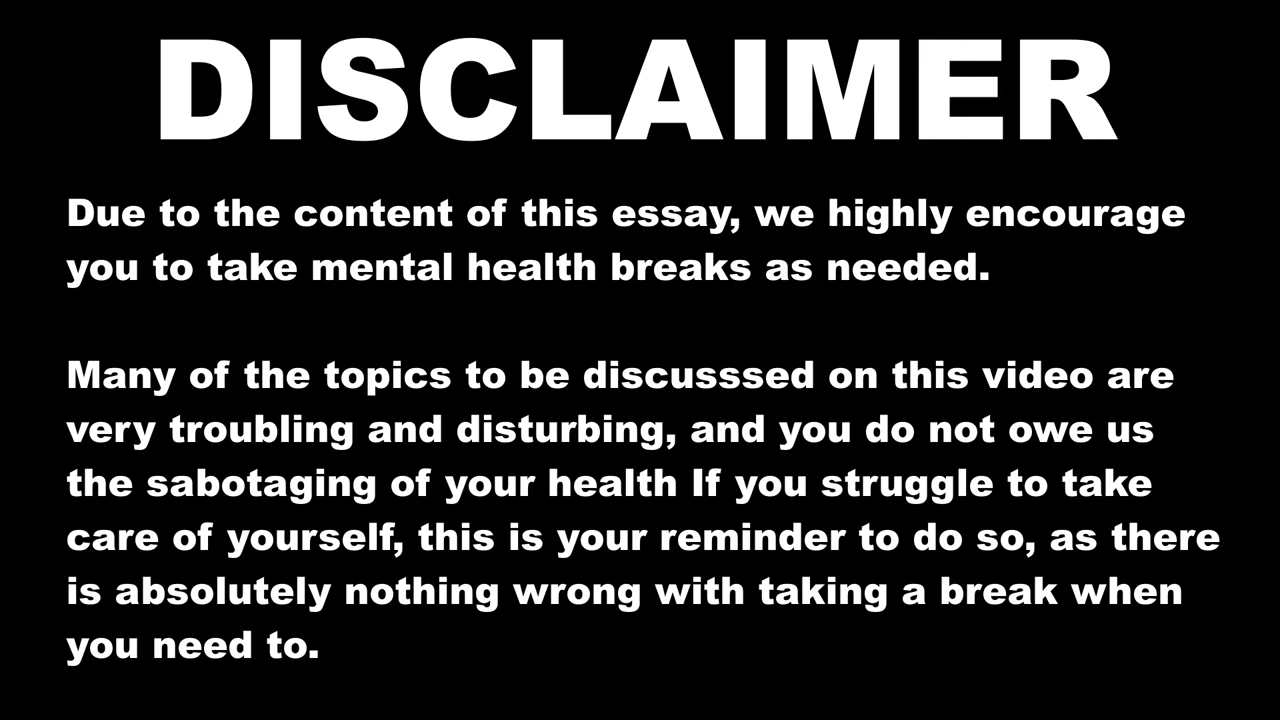 DISCLAIMER
Due to the content of this essay, we highly encourage
you to take mental health breaks as needed.
Many of the topics to be discusssed on this video are
very troubling and disturbing, and you do not owe us
the sabotaging of your health If you struggle to take
care of yourself, this is your reminder to do so, as there
is absolutely nothing wrong with taking a break when
you need to.